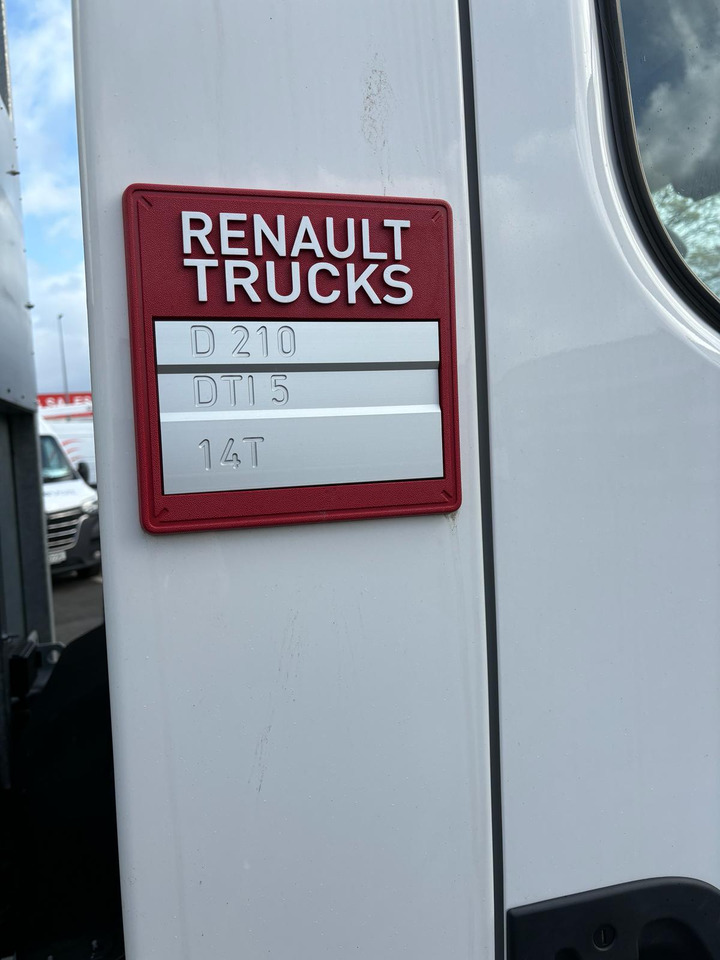 RENAULT
TRUCKS
D 210
DTI 5
14T